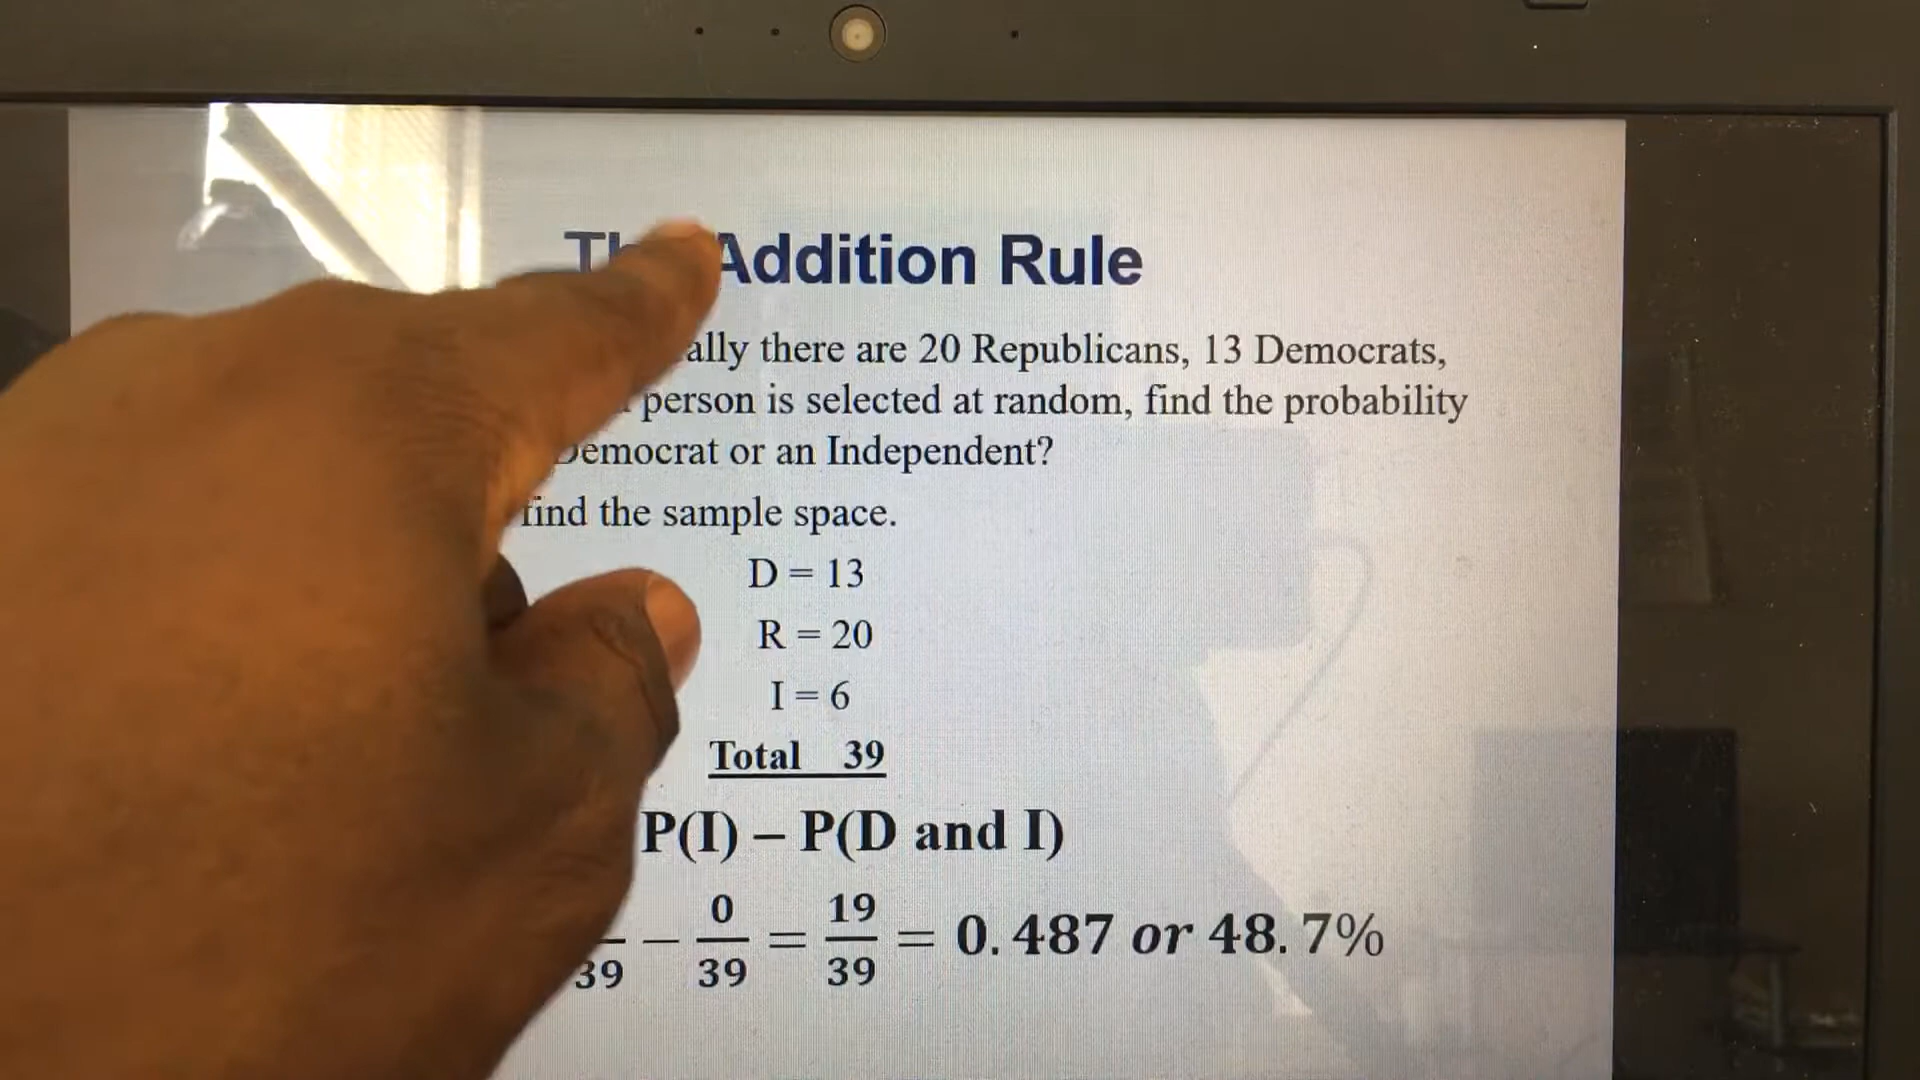 Addition Rule
there are 20 Republicans, 13 Democrats,
person is selected at random, find the probability
Democrat or an Independent?
find the sample space.
D = 13
R = 20
I = 6
Total 39
P(I) – P(D and I)
39 – 0/39 = 19/39 = 0.487 or 48.7%